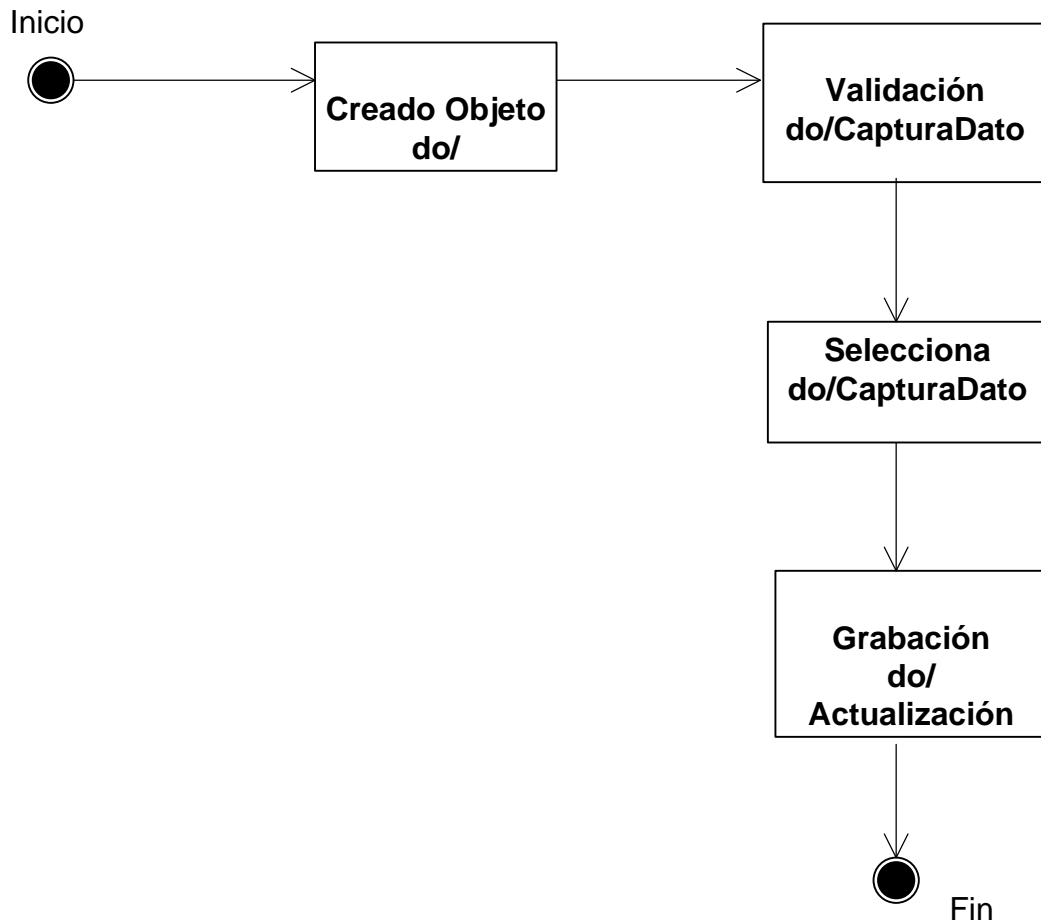 Inicio
Creado Objeto
do/
Validación
do/CapturaDato
Selecciona
do/CapturaDato
Grabación
do/
Actualización
Fin